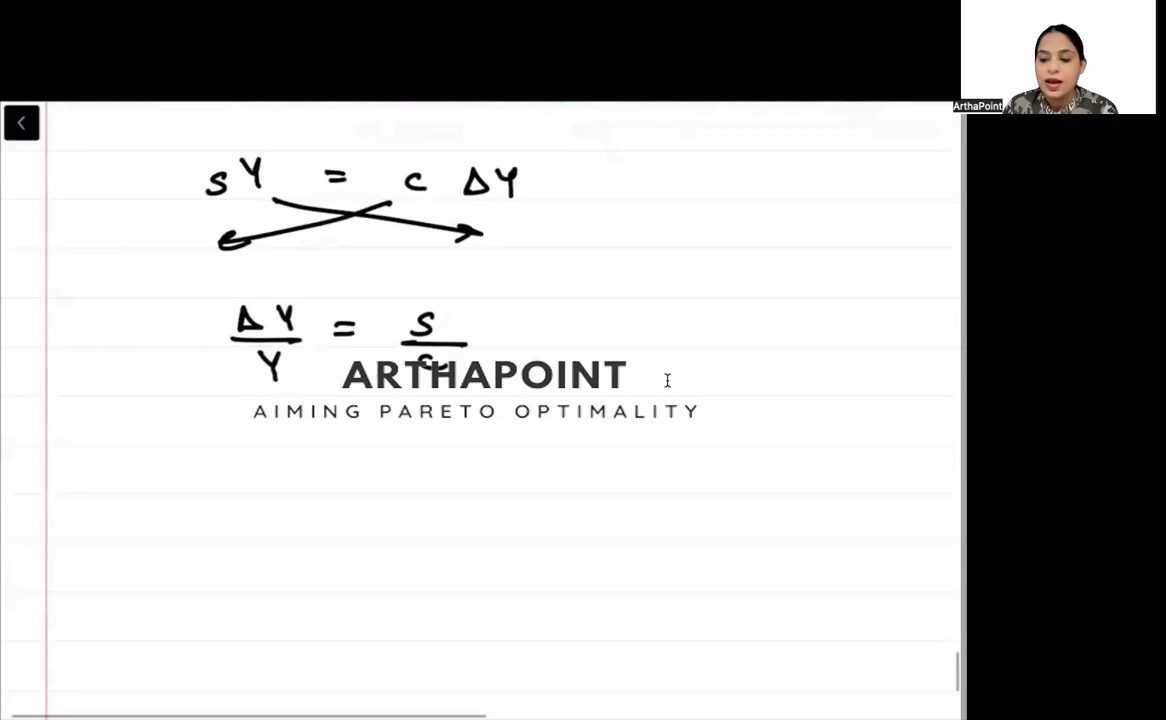 ArthaPoint
sY = c ΔY
ΔY/Y = s/c
ARTHAPOINT
AIMING PARETO OPTIMALITY